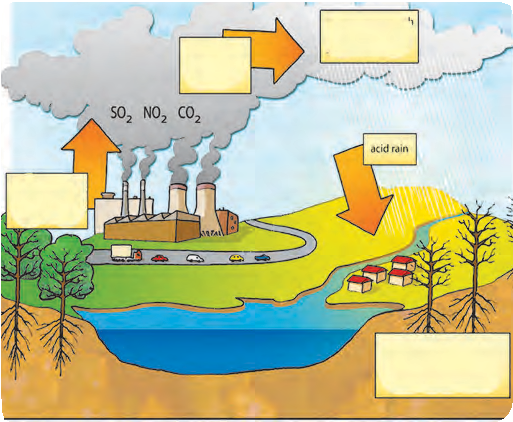 SO₂ NO₂ CO₂
acid rain